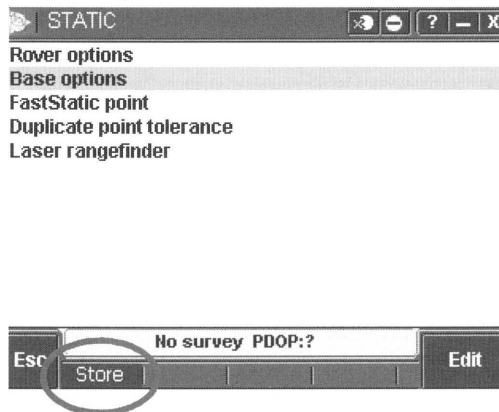 STATIC ? X
Rover options
Base options
FastStatic point
Duplicate point tolerance
Laser rangefinder
No survey PDOP:?
Esc Edit
Store